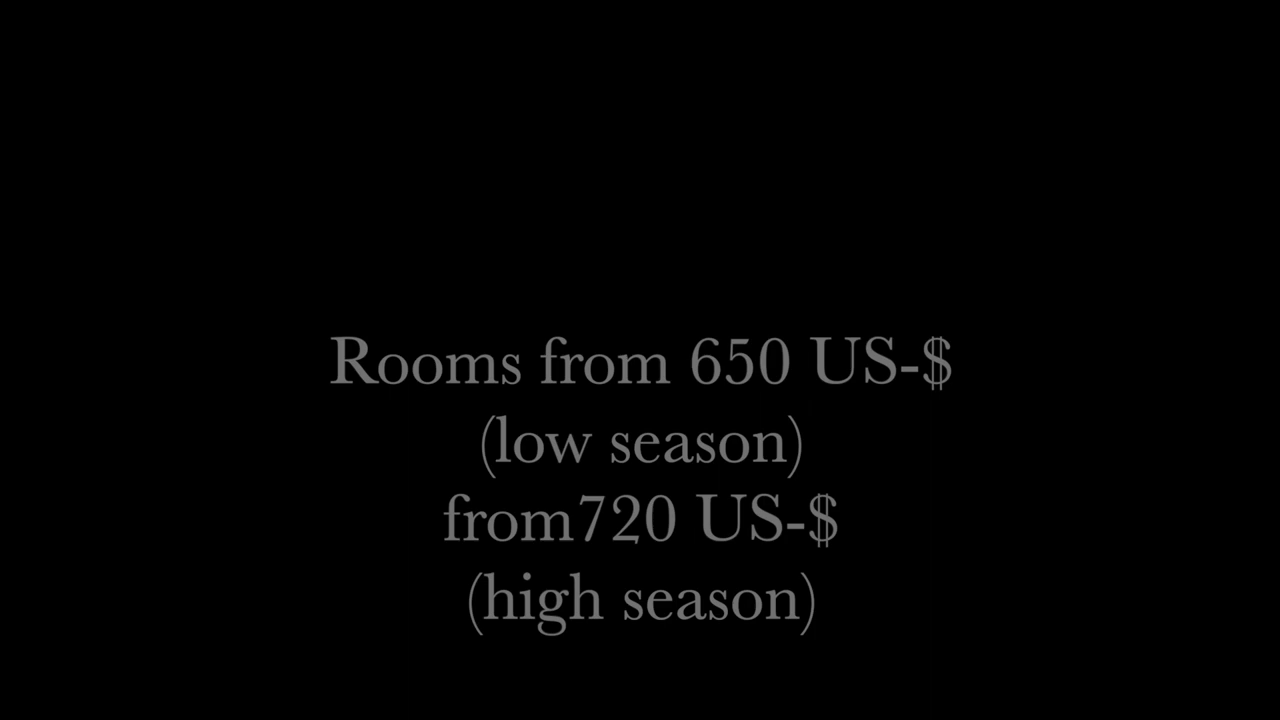 Rooms from 650 US-$
(low season)
from720 US-$
(high season)